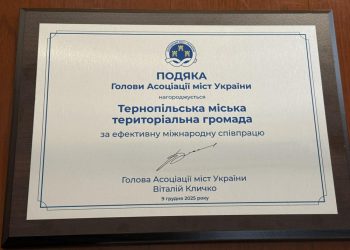 ПОДЯКА
Голови Асоціації міст України
нагороджується
Тернопільська міська
територіальна громада
за ефективну міжнародну співпрацю
Голова Асоціації міст України
Віталій Кличко
9 грудня 2025 року